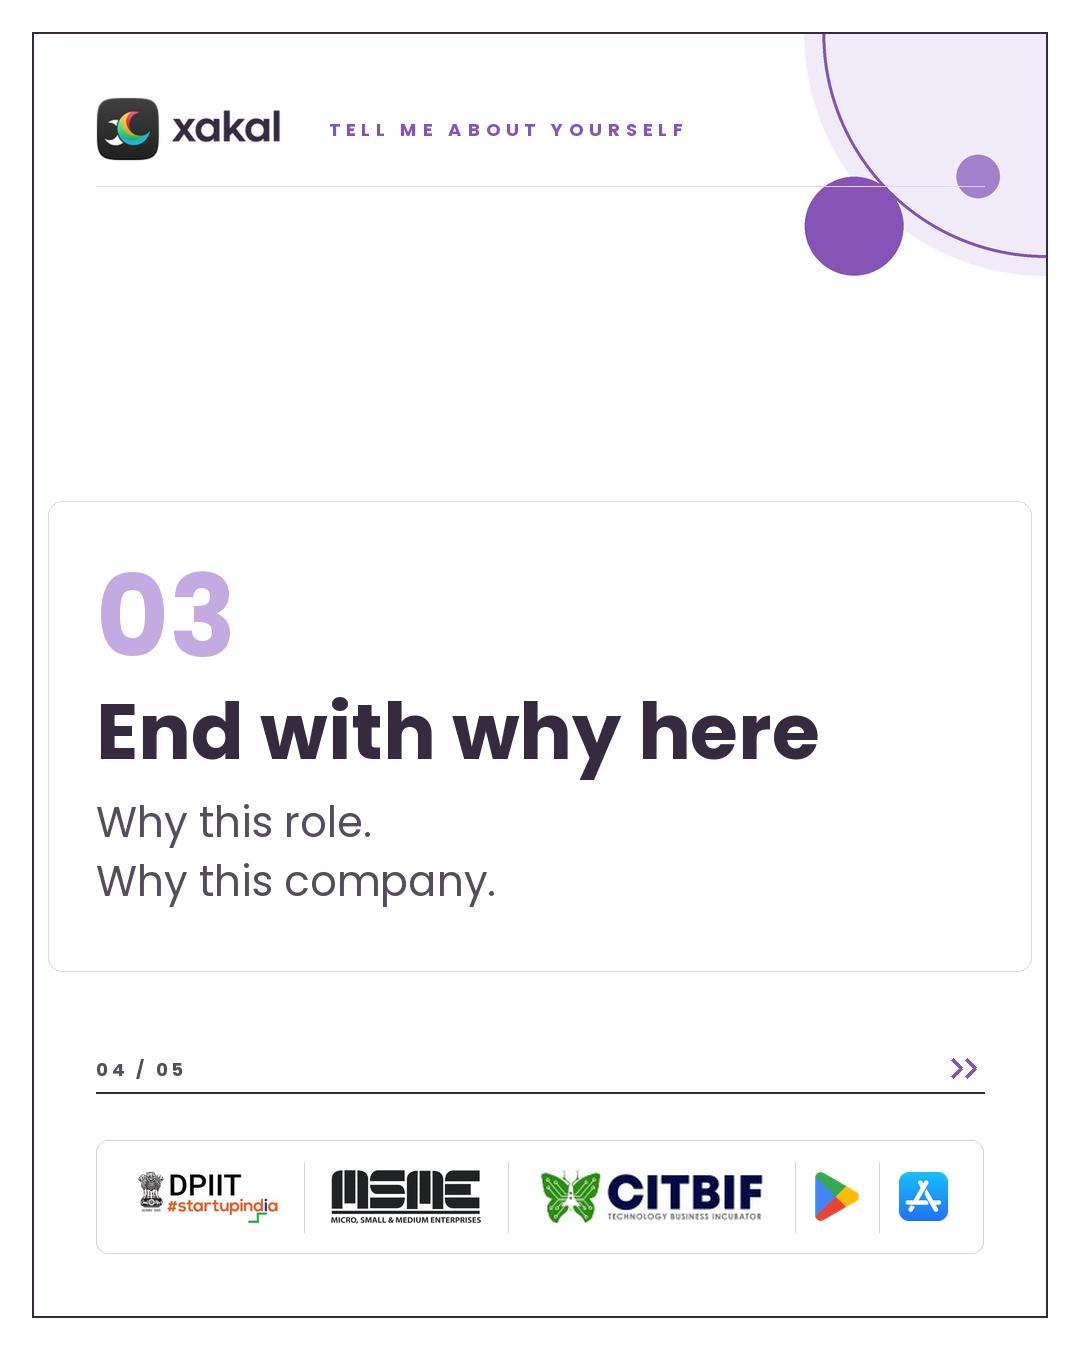 xakal
TELL ME ABOUT YOURSELF
03
End with why here
Why this role.
Why this company.
04 / 05
DPIIT
#startupindia
MSME
MICRO, SMALL & MEDIUM ENTERPRISES
CITBIF
TECHNOLOGY BUSINESS INCUBATOR